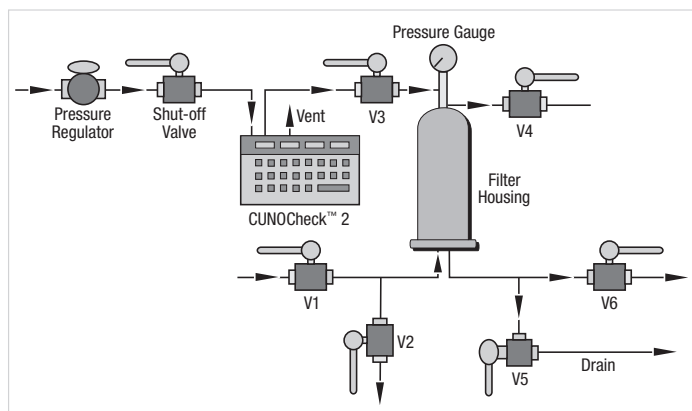 Pressure Gauge
Pressure
Regulator
Shut-off
Valve
Vent
V3
V4
CUNOCheck™ 2
Filter
Housing
V1
V2
V6
V5
Drain